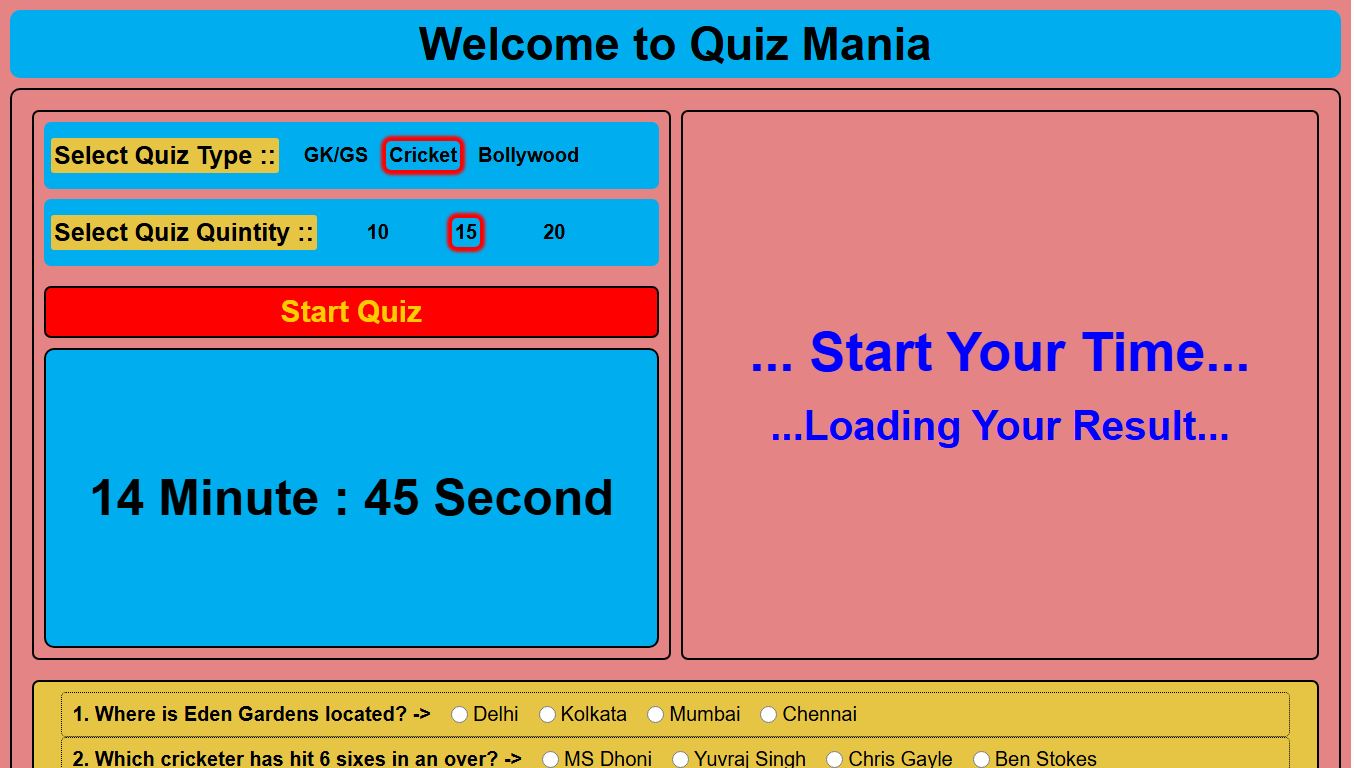 Welcome to Quiz Mania
Select Quiz Type :: GK/GS Cricket Bollywood
Select Quiz Quintity :: 10 15 20
Start Quiz
14 Minute : 45 Second
... Start Your Time...
...Loading Your Result...
1. Where is Eden Gardens located? -> Delhi Kolkata Mumbai Chennai
2. Which cricketer has hit 6 sixes in an over? -> MS Dhoni Yuvraj Singh Chris Gayle Ben Stokes